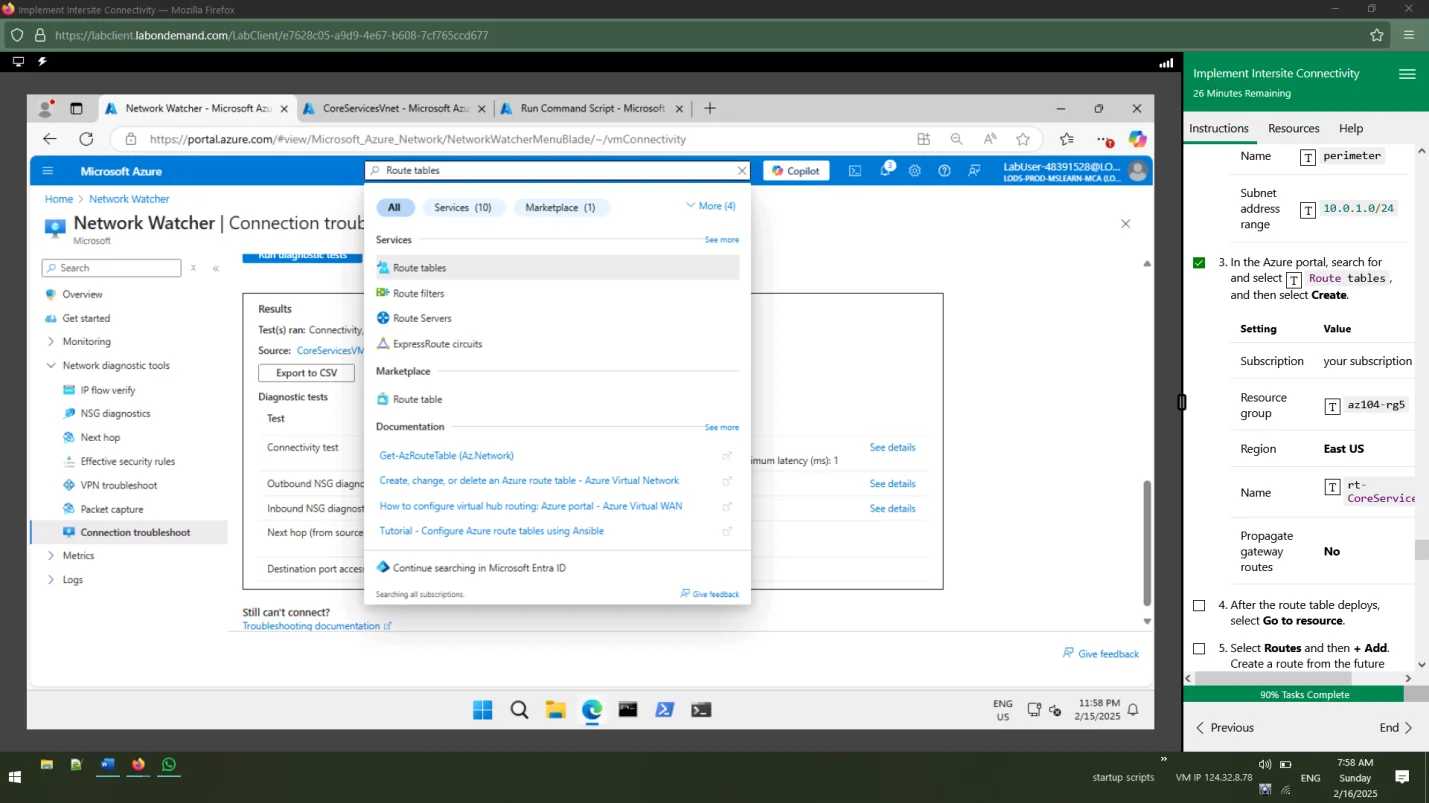 Implement Intersite Connectivity — Mozilla Firefox
https://labclient.labondemand.com/LabClient/e7628c05-a9d9-4e67-b608-7cf765ccd677
Network Watcher - Microsoft Azu
CoreServicesVnet - Microsoft Azu
Run Command Script - Microsoft
https://portal.azure.com/#view/Microsoft_Azure_Network/NetworkWatcherMenuBlade/~/vmConnectivity
Microsoft Azure
Route tables
Copilot
3
LabUser-48391528@LO...
LODS-PROD-MSLEARN-MCA (LO...
Home > Network Watcher
Network Watcher | Connection troub
Microsoft
Search
Overview
Get started
Monitoring
Network diagnostic tools
IP flow verify
NSG diagnostics
Next hop
Effective security rules
VPN troubleshoot
Packet capture
Connection troubleshoot
Metrics
Logs
Run diagnostic tests
Results
Test(s) ran: Connectivity,
Source: CoreServicesVM
Export to CSV
Diagnostic tests
Test
Connectivity test
Outbound NSG diagno
Inbound NSG diagnost
Next hop (from source
Destination port access
imum latency (ms): 1
See details
See details
See details
Still can't connect?
Troubleshooting documentation
Give feedback
All
Services (10)
Marketplace (1)
More (4)
Services
See more
Route tables
Route filters
Route Servers
ExpressRoute circuits
Marketplace
Route table
Documentation
See more
Get-AzRouteTable (Az.Network)
Create, change, or delete an Azure route table - Azure Virtual Network
How to configure virtual hub routing: Azure portal - Azure Virtual WAN
Tutorial - Configure Azure route tables using Ansible
Continue searching in Microsoft Entra ID
Searching all subscriptions.
Give feedback
ENG
US
11:58 PM
2/15/2025
Implement Intersite Connectivity
26 Minutes Remaining
Instructions
Resources
Help
Name
T perimeter
Subnet
address
range
T 10.0.1.0/24
3. In the Azure portal, search for
and select T Route tables,
and then select Create.
Setting Value
Subscription your subscription
Resource
group
T az104-rg5
Region East US
Name
T rt-
CoreService
Propagate
gateway
routes
No
4. After the route table deploys,
select Go to resource.
5. Select Routes and then + Add.
Create a route from the future
90% Tasks Complete
Previous
End
startup scripts
»
VM IP 124.32.8.78
ENG
7:58 AM
Sunday
2/16/2025